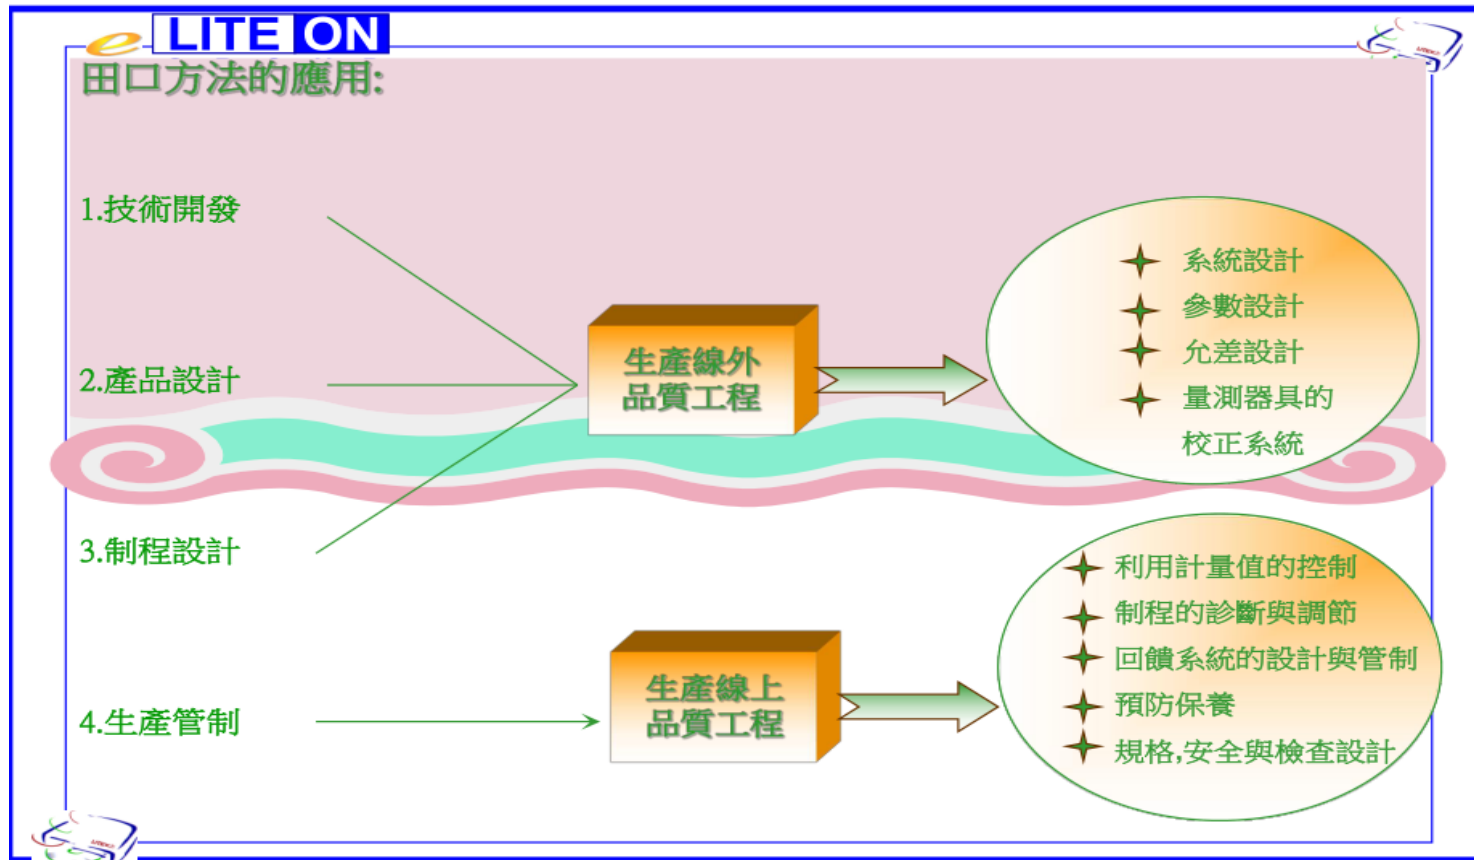 e LITEON
田口方法的應用:
1.技術開發
2.產品設計
3.制程設計
4.生產管制
生產線外
品質工程
系統設計
參數設計
允差設計
量測器具的
校正系統
生產線上
品質工程
利用計量值的控制
制程的診斷與調節
回饋系統的設計與管制
預防保養
規格,安全與檢查設計